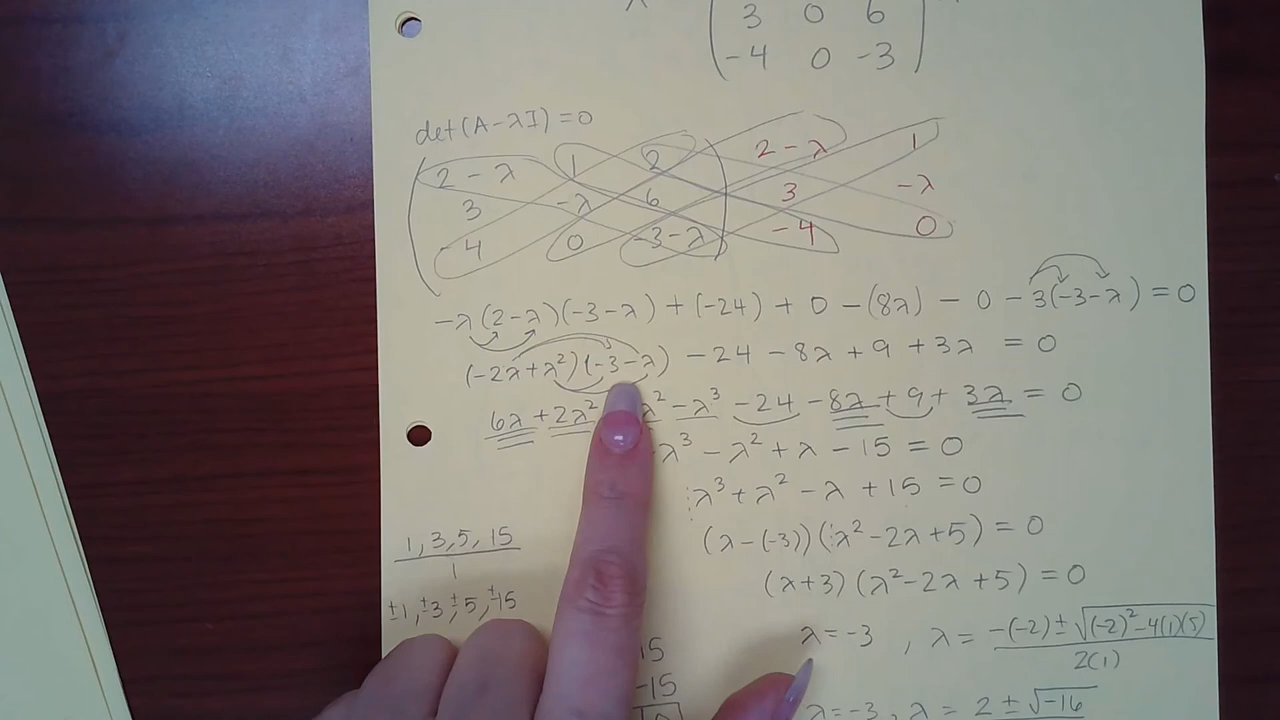 3 0 6
-4 0 -3
det(A-λI)=0
2-λ 1 2 2-λ 1
3 -λ 6 3 -λ
-4 0 -3-λ -4 0
-λ(2-λ)(-3-λ)+(-24)+0-(8λ)-0-3(-3-λ)=0
(-2λ+λ²)(-3-λ)-24-8λ+9+3λ=0
6λ+2λ² λ²-λ³-24-8λ+9+3λ=0
λ³-λ²+λ-15=0
λ³+λ²-λ+15=0
(λ-(-3))(λ²-2λ+5)=0
(λ+3)(λ²-2λ+5)=0
1,3,5,15
1
±1,±3,±5,±15
λ=-3, λ=-(-2)±√(-2)²-4(1)(5)
2(1)
15
-15
λ=-3, λ=2±√-16